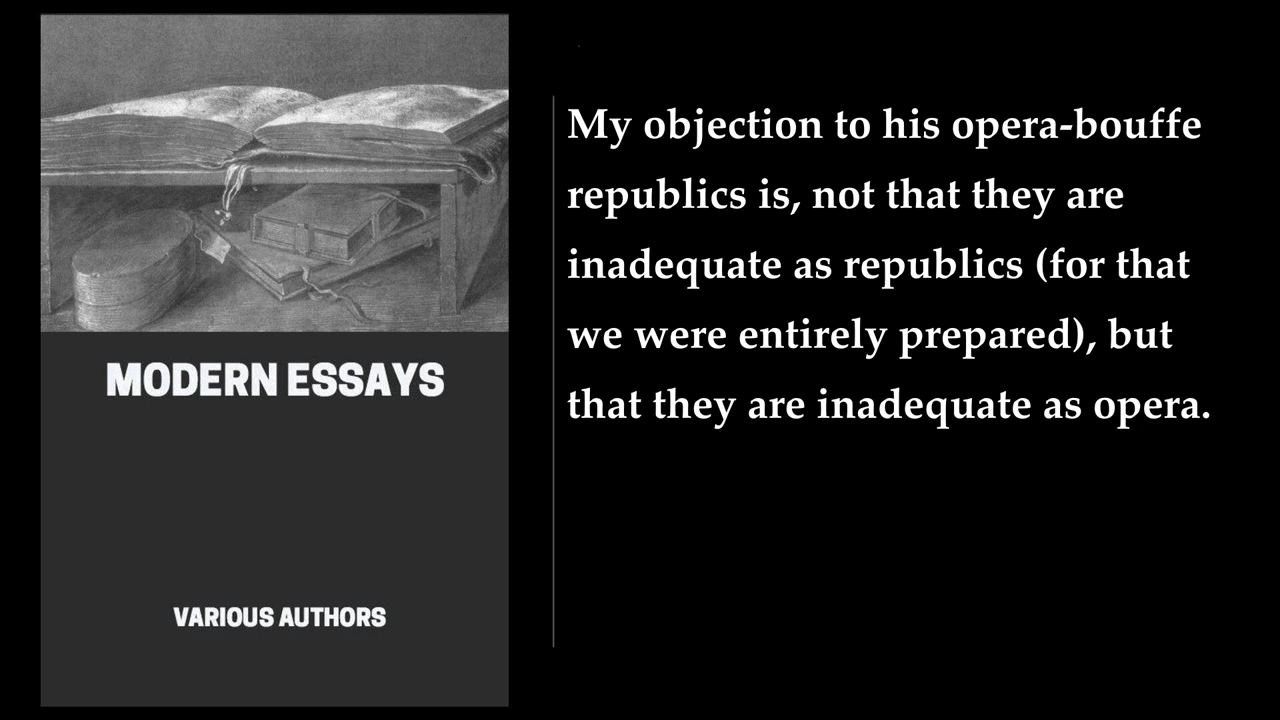 MODERN ESSAYS
VARIOUS AUTHORS
My objection to his opera-bouffe
republics is, not that they are
inadequate as republics (for that
we were entirely prepared), but
that they are inadequate as opera.